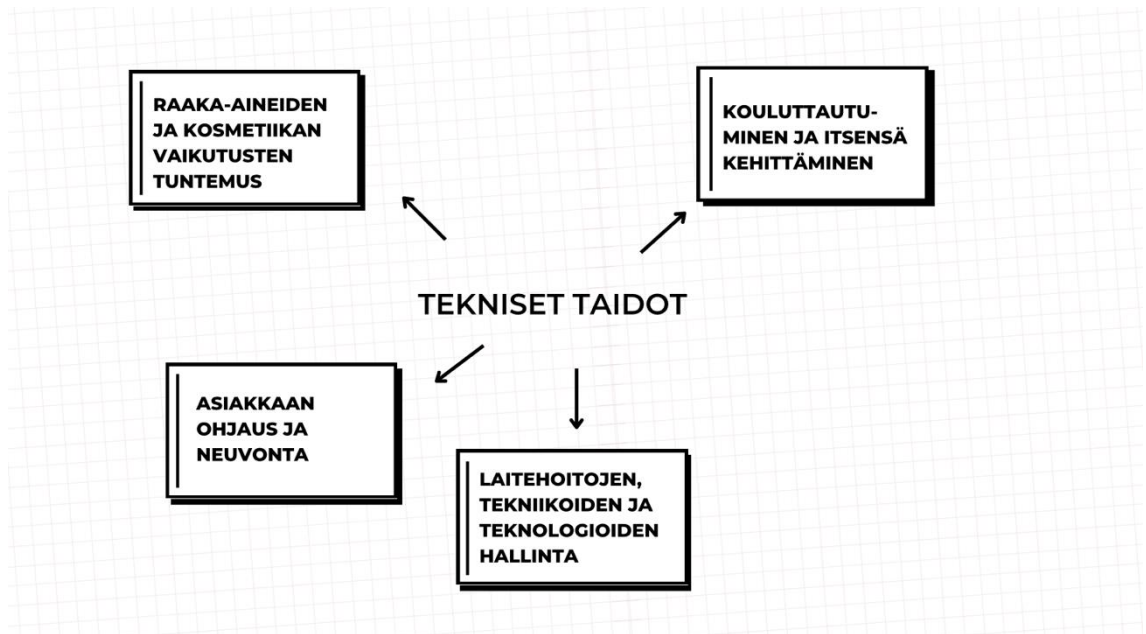 RAAKA-AINEIDEN
JA KOSMETIIKAN
VAIKUTUSTEN
TUNTEMUS
KOULUTTAUTU-
MINEN JA ITSENSÄ
KEHITTÄMINEN
TEKNISET TAIDOT
ASIAKKAAN
OHJAUS JA
NEUVONTA
LAITEHOITOJEN,
TEKNIIKOIDEN JA
TEKNOLOGIOIDEN
HALLINTA